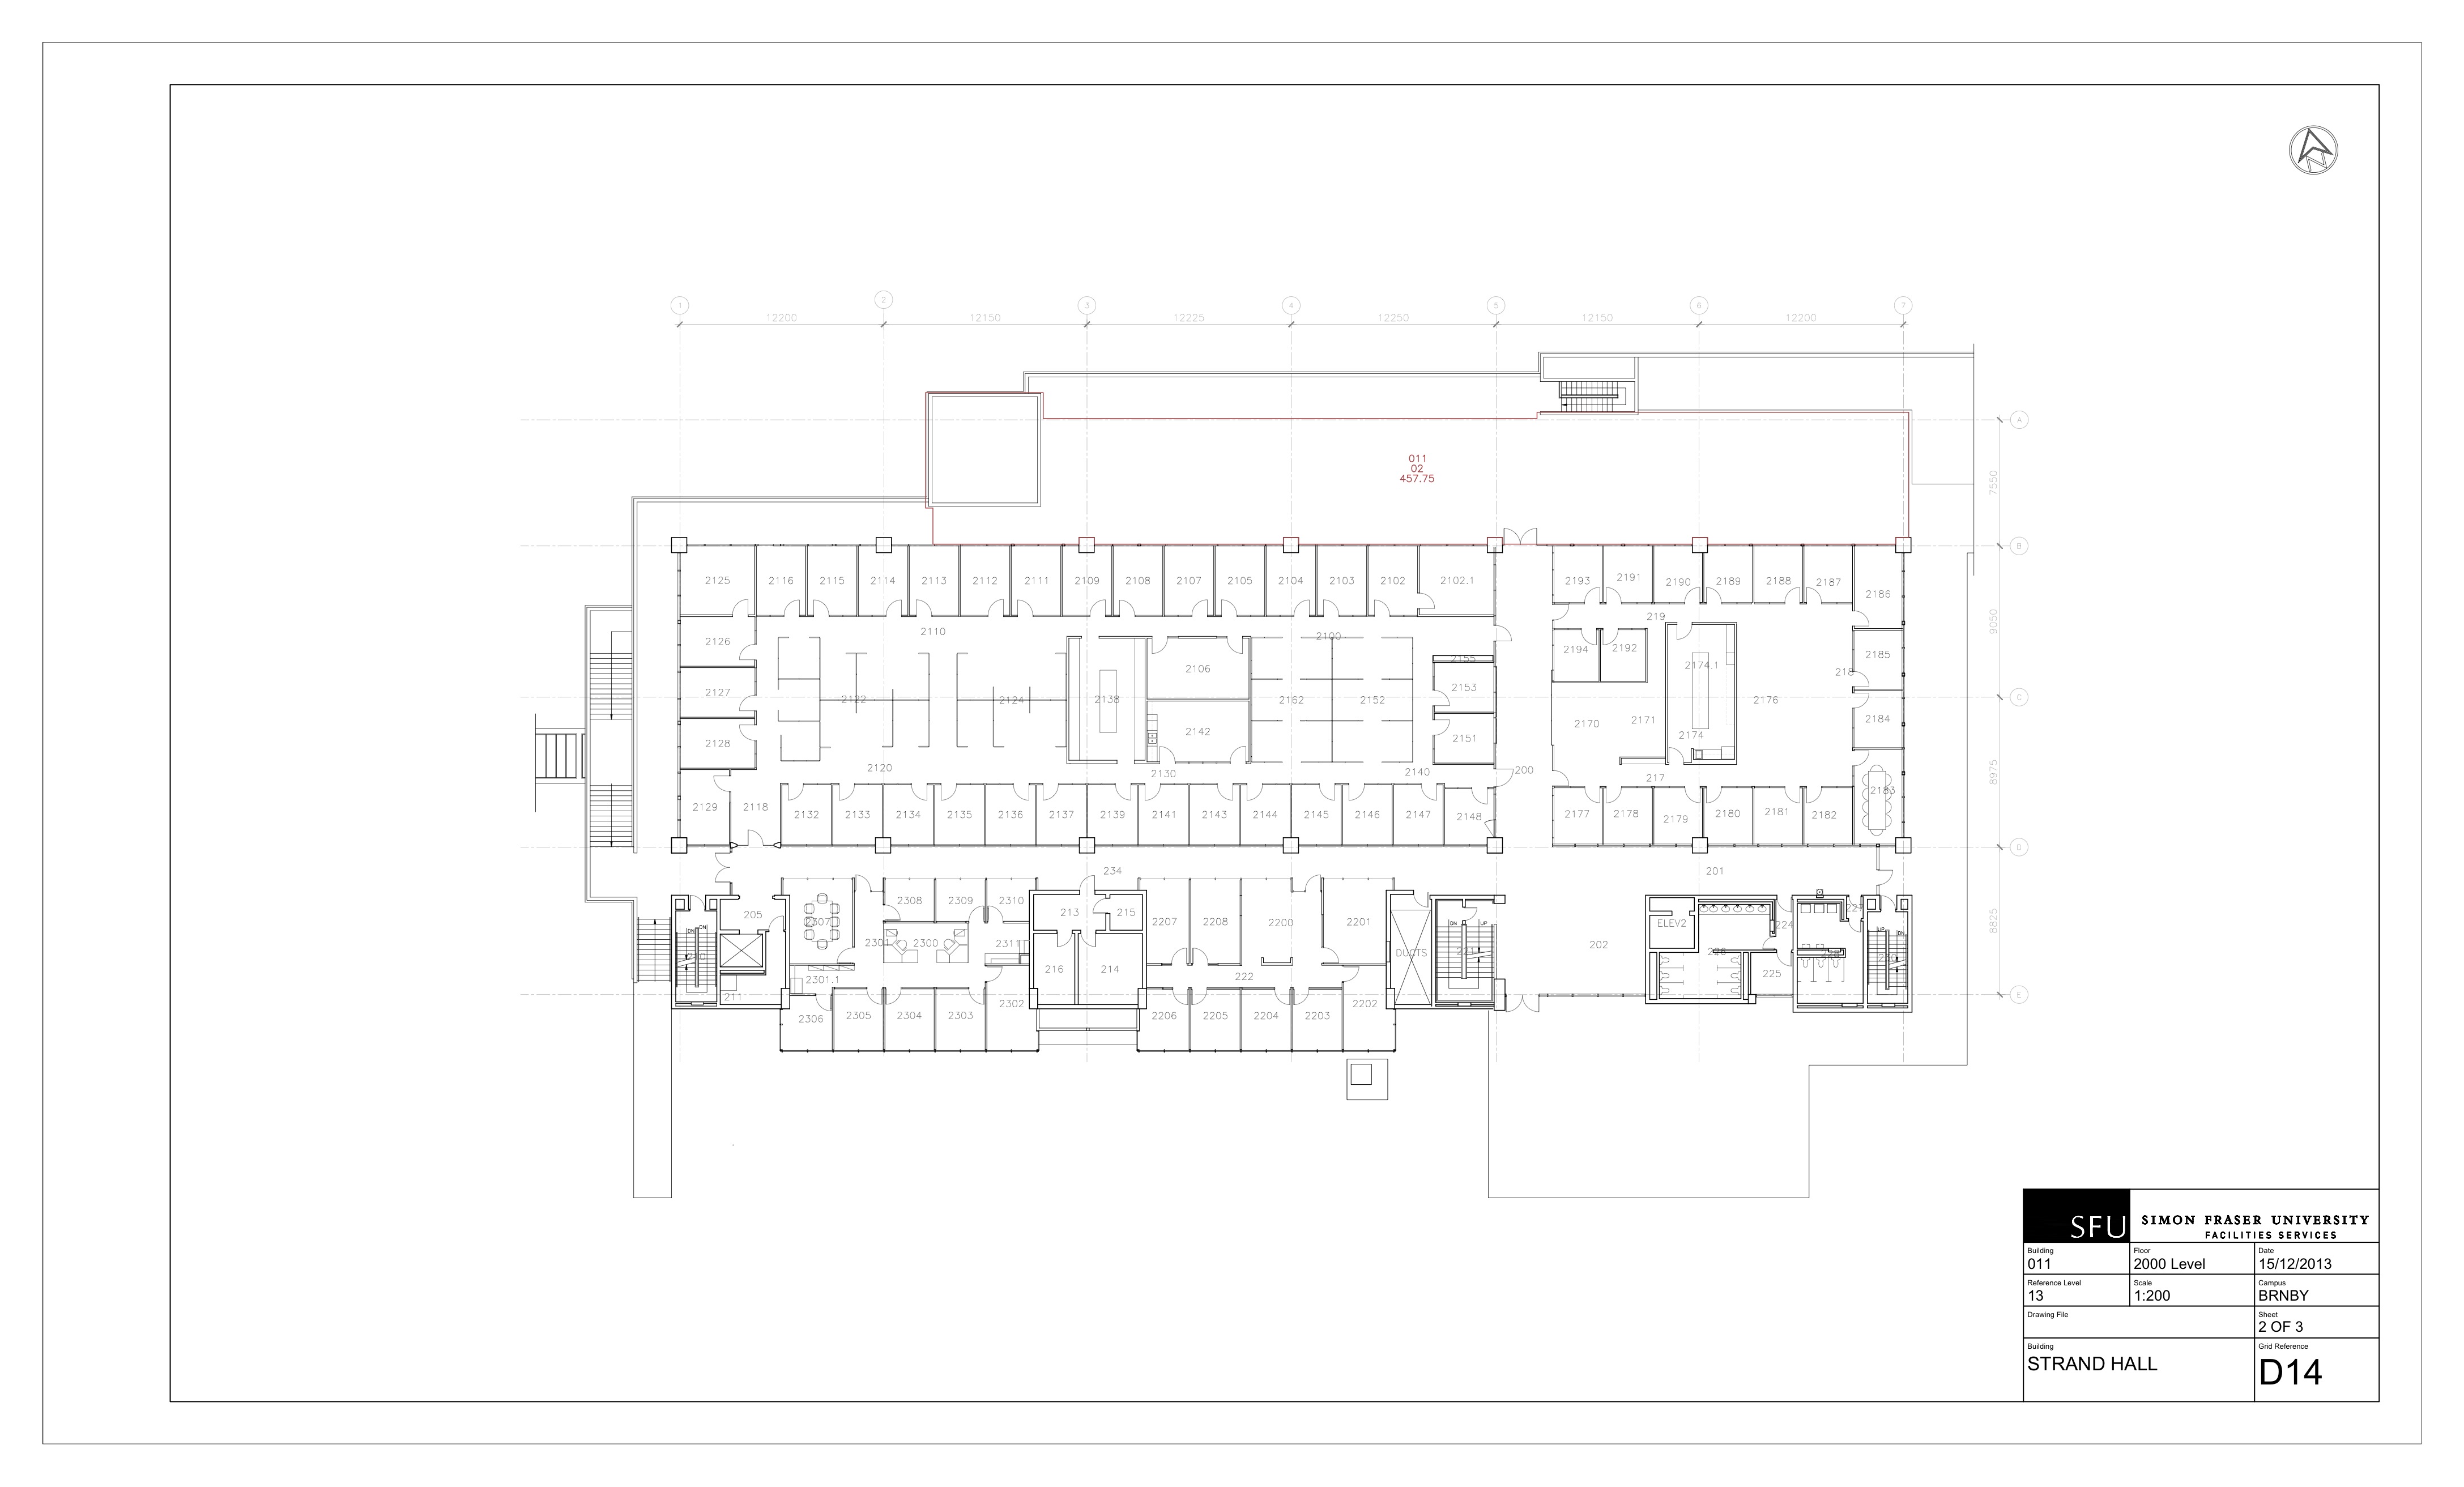 1 2 3 4 5 6 7
12200 12150 12225 12250 12150 12200
A
011
02
457.75
7550
B
2125 2116 2115 2114 2113 2112 2111 2109 2108 2107 2105 2104 2103 2102 2102.1 2193 2191 2190 2189 2188 2187
2186
219
9050
2110 2100
2126 2106 2155 2194 2192 2185
2174.1
218
2127 2122 2124 2138 2162 2152 2153 2176 C
2128 2142 2151 2170 2171 2174 2184
2120 2130 2140 200 217
8975
2183
2129 2118 2132 2133 2134 2135 2136 2137 2139 2141 2143 2144 2145 2146 2147 2148 2177 2178 2179 2180 2181 2182
D
234 201
2308 2309 2310
205 2307 213 215 2207 2208 2200 2201 DN UP ELEV2 224 227
8825
DN DN 2301 2300 2311 202 UP DN
DUCTS
216 214 222 225
2301.1
211 2302 2202 E
2306 2305 2304 2303 2206 2205 2204 2203
SFU SIMON FRASER UNIVERSITY
FACILITIES SERVICES
Building Floor Date
011 2000 Level 15/12/2013
Reference Level Scale Campus
13 1:200 BRNBY
Drawing File Sheet
2 OF 3
Building Grid Reference
STRAND HALL D14